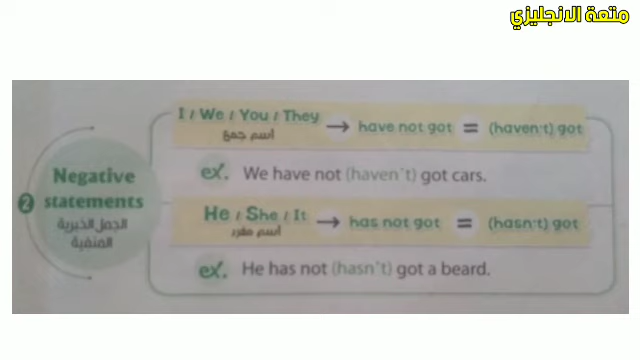 متعة الانجليزي
I / We / You / They → have not got = (haven't) got
اسم جمع
ex. We have not (haven't) got cars.
2 Negative statements
الجمل الخبرية المنفية
He / She / It → has not got = (hasn't) got
اسم مفرد
ex. He has not (hasn't) got a beard.